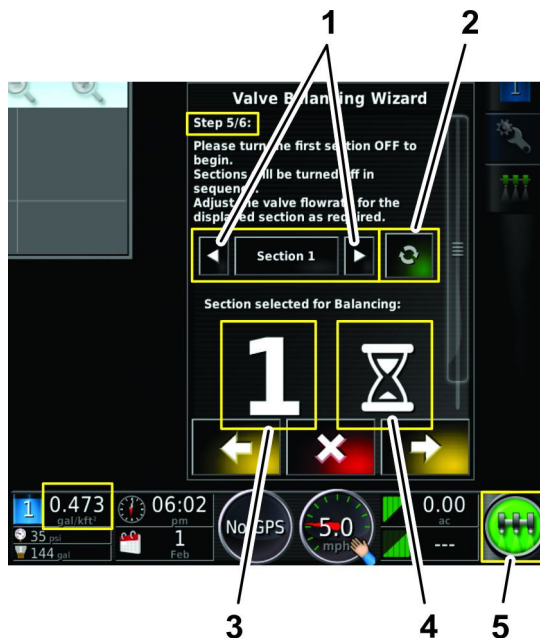 1
2
Valve Balancing Wizard
1
Step 5/6:
Please turn the first section OFF to
begin.
Sections will be turned off in
sequence.
Adjust the valve flowrate for the
displayed section as required.
Section 1
Section selected for Balancing:
1
1
0.473
gal/kft²
35 psi
144 gal
06:02
pm
1
Feb
No GPS
5.0
mph
0.00
ac
---
3
4
5